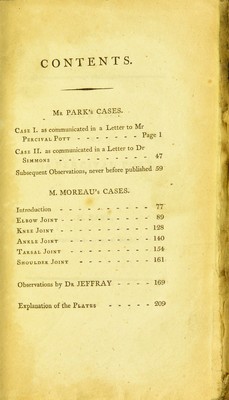 CONTENTS.
Mr PARK's CASES.
Case I. as communicated in a Letter to Mr
Percival Pott - - - - - - - Page 1
Case II. as communicated in a Letter to Dr
Simmons - - - - - - - - - 47
Subsequent Observations, never before published 59
M. MOREAU's CASES.
Introduction - - - - - - - - 77
Elbow Joint - - - - - - - - 89
Knee Joint - - - - - - - - 128
Ankle Joint - - - - - - - - 140
Tarsal Joint - - - - - - - - 154
Shoulder Joint - - - - - - - 161
Observations by Dr JEFFRAY - - - - 169
Explanation of the Plates - - - - - 209